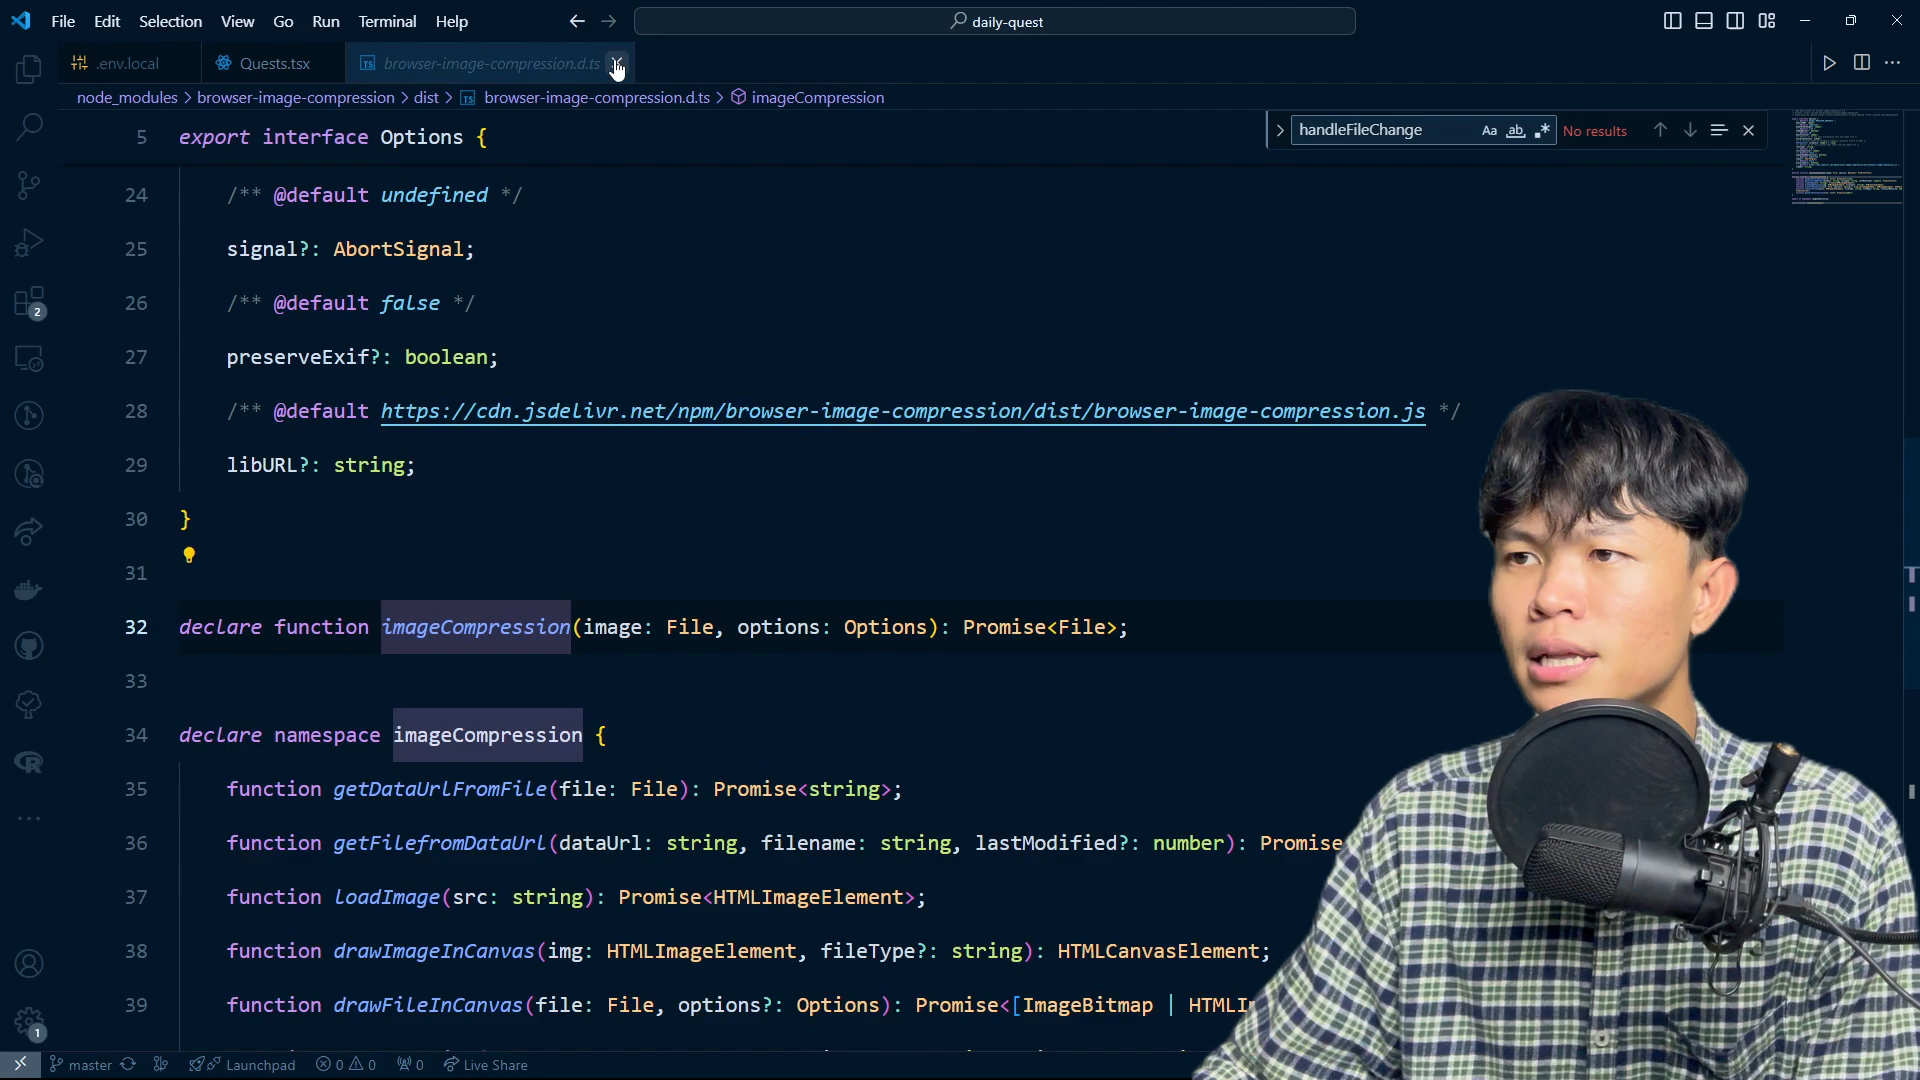 File Edit Selection View Go Run Terminal Help
daily-quest
.env.local
Quests.tsx
TS browser-image-compression.d.ts
node_modules > browser-image-compression > dist > TS browser-image-compression.d.ts > imageCompression
handleFileChange Aa ab No results
5 export interface Options {
24 /** @default undefined */
25 signal?: AbortSignal;
26 /** @default false */
27 preserveExif?: boolean;
28 /** @default https://cdn.jsdelivr.net/npm/browser-image-compression/dist/browser-image-compression.js */
29 libURL?: string;
30 }
31
32 declare function imageCompression(image: File, options: Options): Promise<File>;
33
34 declare namespace imageCompression {
35 function getDataUrlFromFile(file: File): Promise<string>;
36 function getFilefromDataUrl(dataUrl: string, filename: string, lastModified?: number): Promise
37 function loadImage(src: string): Promise<HTMLImageElement>;
38 function drawImageInCanvas(img: HTMLImageElement, fileType?: string): HTMLCanvasElement;
39 function drawFileInCanvas(file: File, options?: Options): Promise<[ImageBitmap | HTMLI
2
R
1
master Launchpad 0 0 0 Live Share